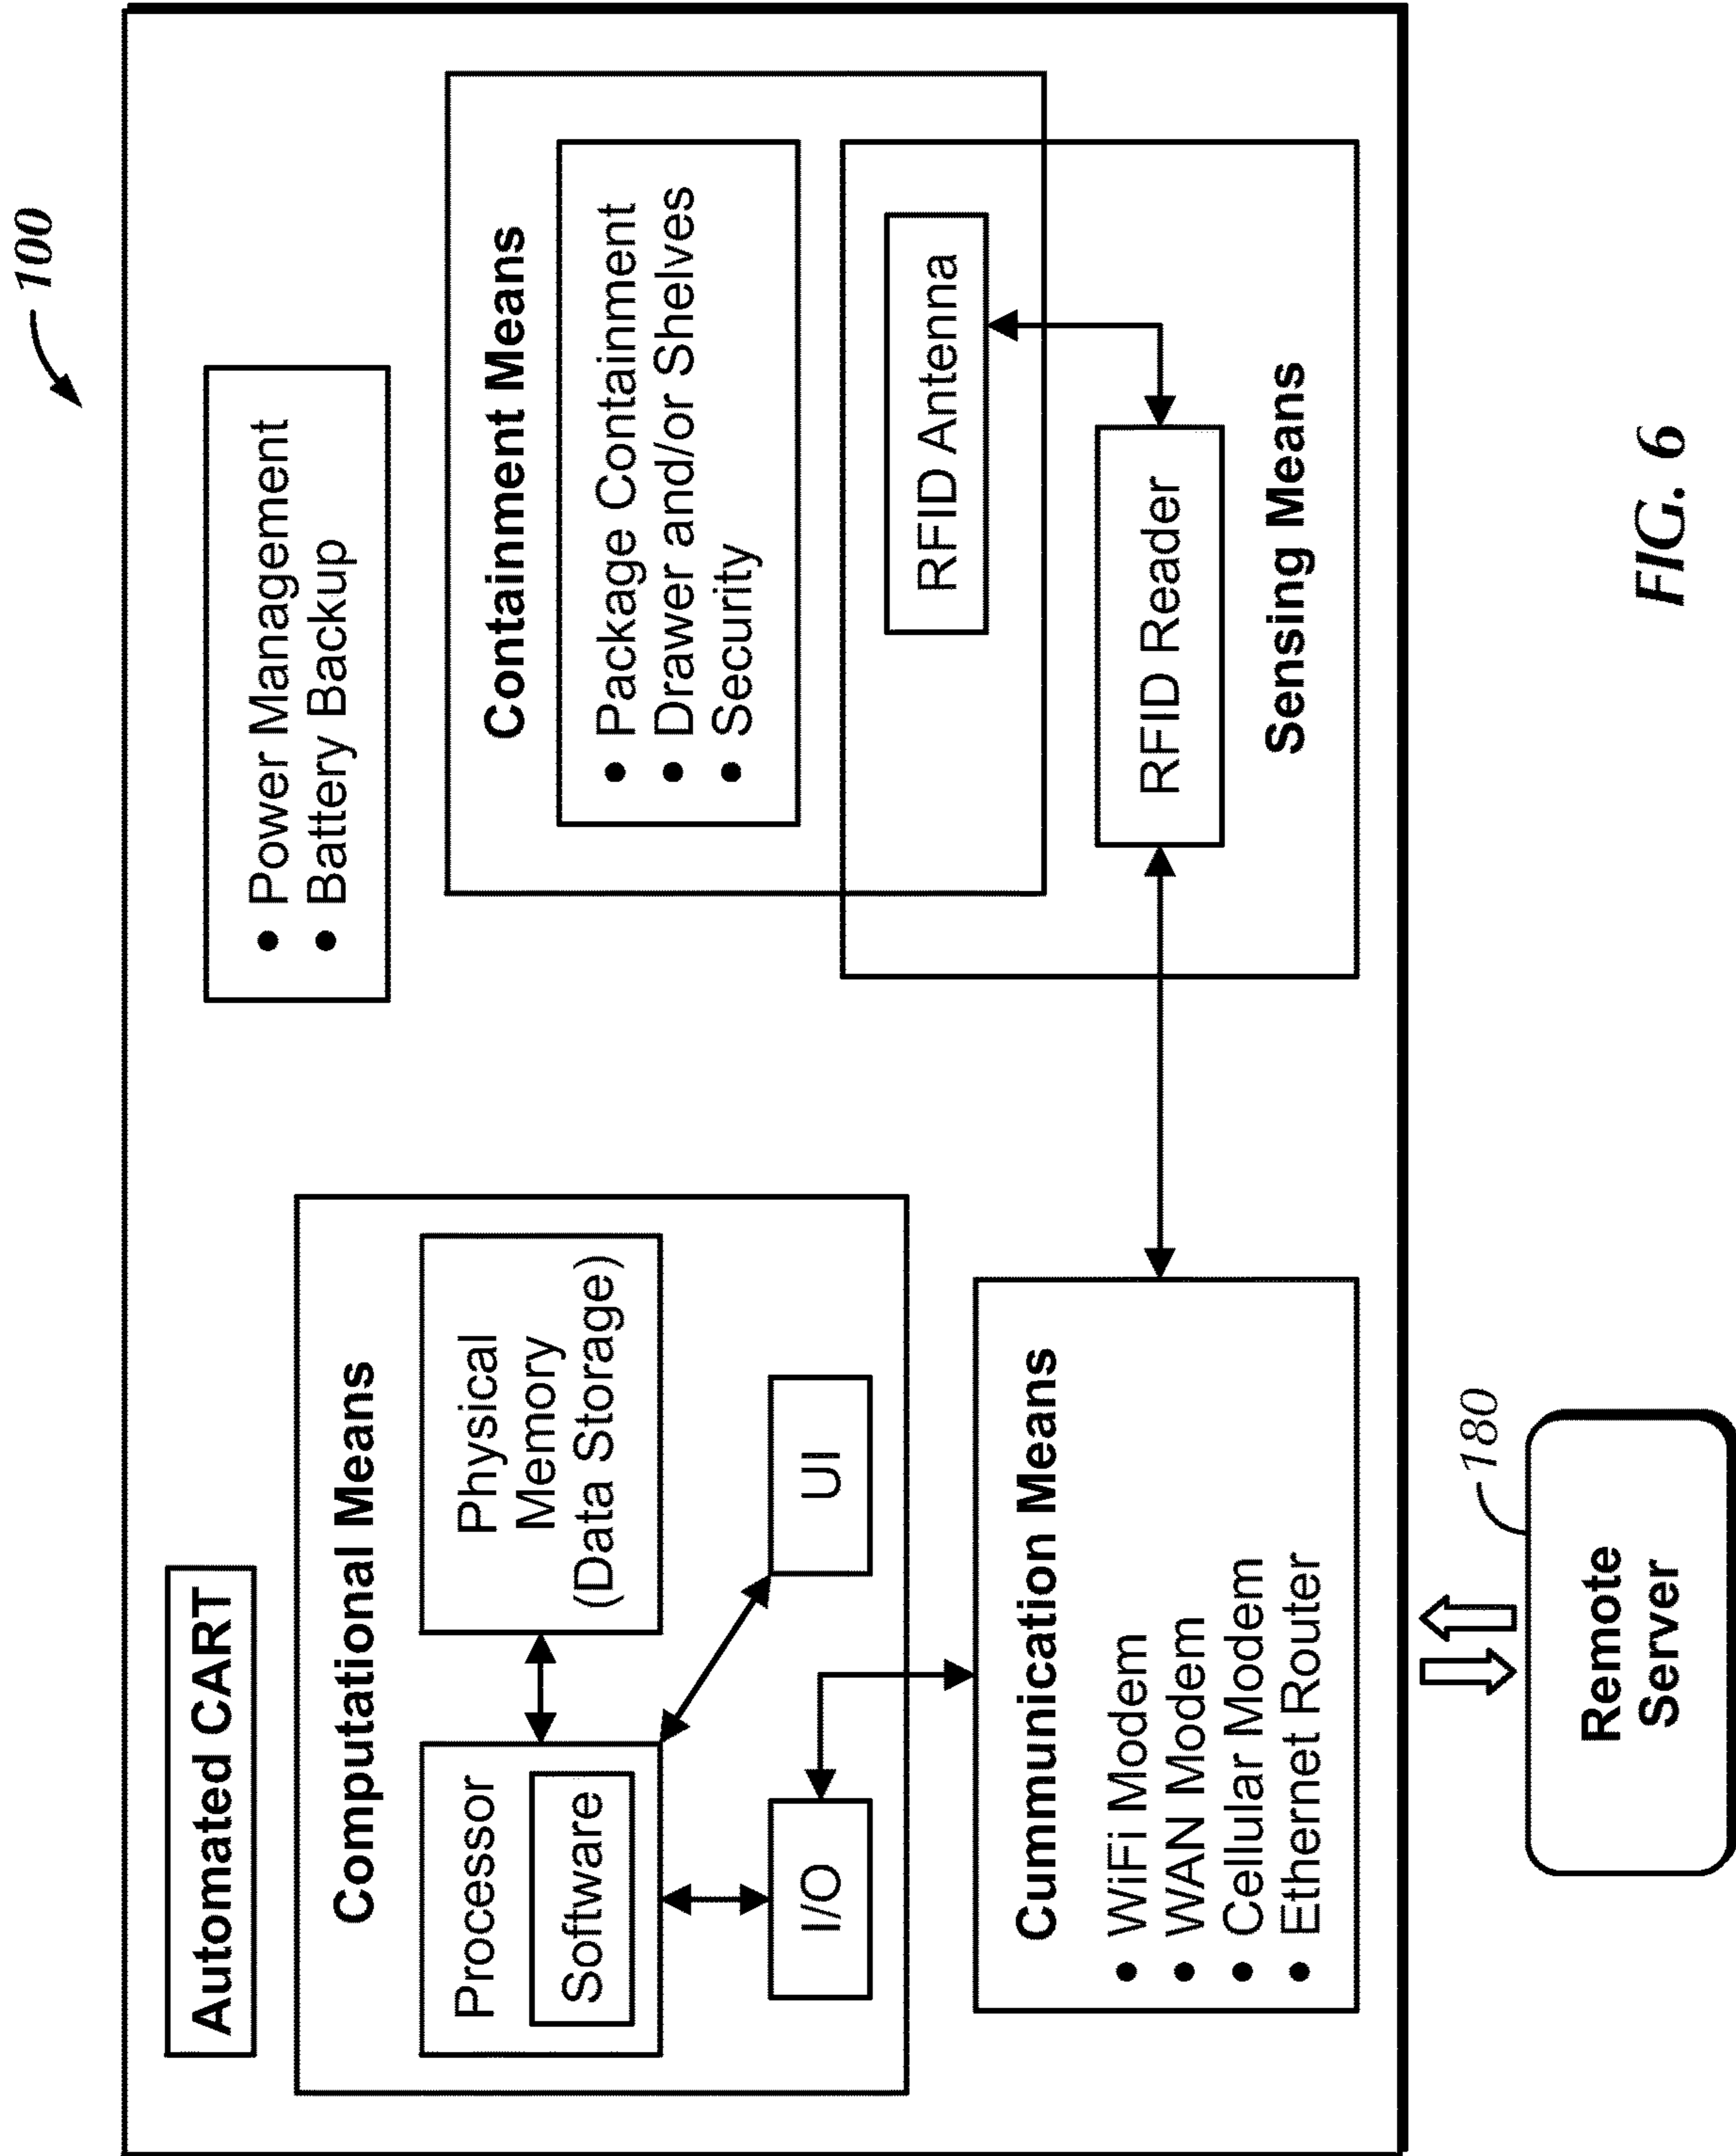 100
Automated CART
• Power Management
• Battery Backup
Computational Means
Processor
Software
Physical
Memory
(Data Storage)
I/O
UI
Containment Means
• Package Containment
• Drawer and/or Shelves
• Security
RFID Antenna
RFID Reader
Sensing Means
Cummunication Means
• WiFi Modem
• WAN Modem
• Cellular Modem
• Ethernet Router
180
Remote
Server
FIG. 6